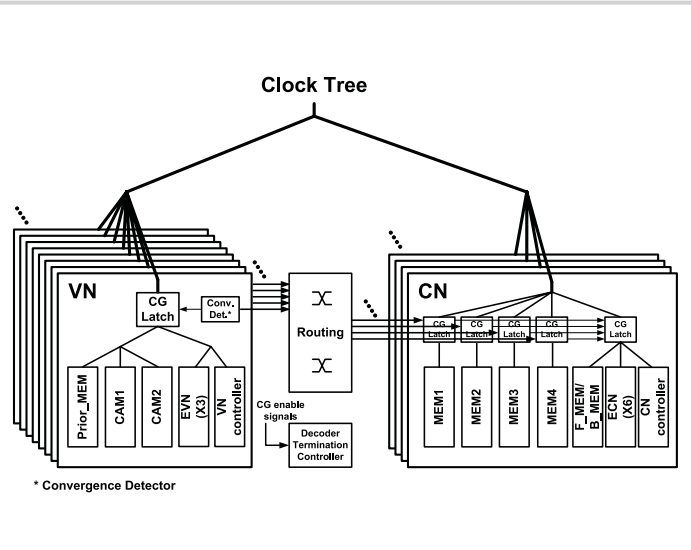 Clock Tree
VN
CG
Latch
Conv.
Det.*
Prior_MEM
CAM1
CAM2
EVN
(X3)
VN
controller
Routing
CG enable
signals
Decoder
Termination
Controller
CN
CG
Latch
CG
Latch
CG
Latch
CG
Latch
CG
Latch
MEM1
MEM2
MEM3
MEM4
F_MEM/
B_MEM
ECN
(X6)
CN
controller
* Convergence Detector